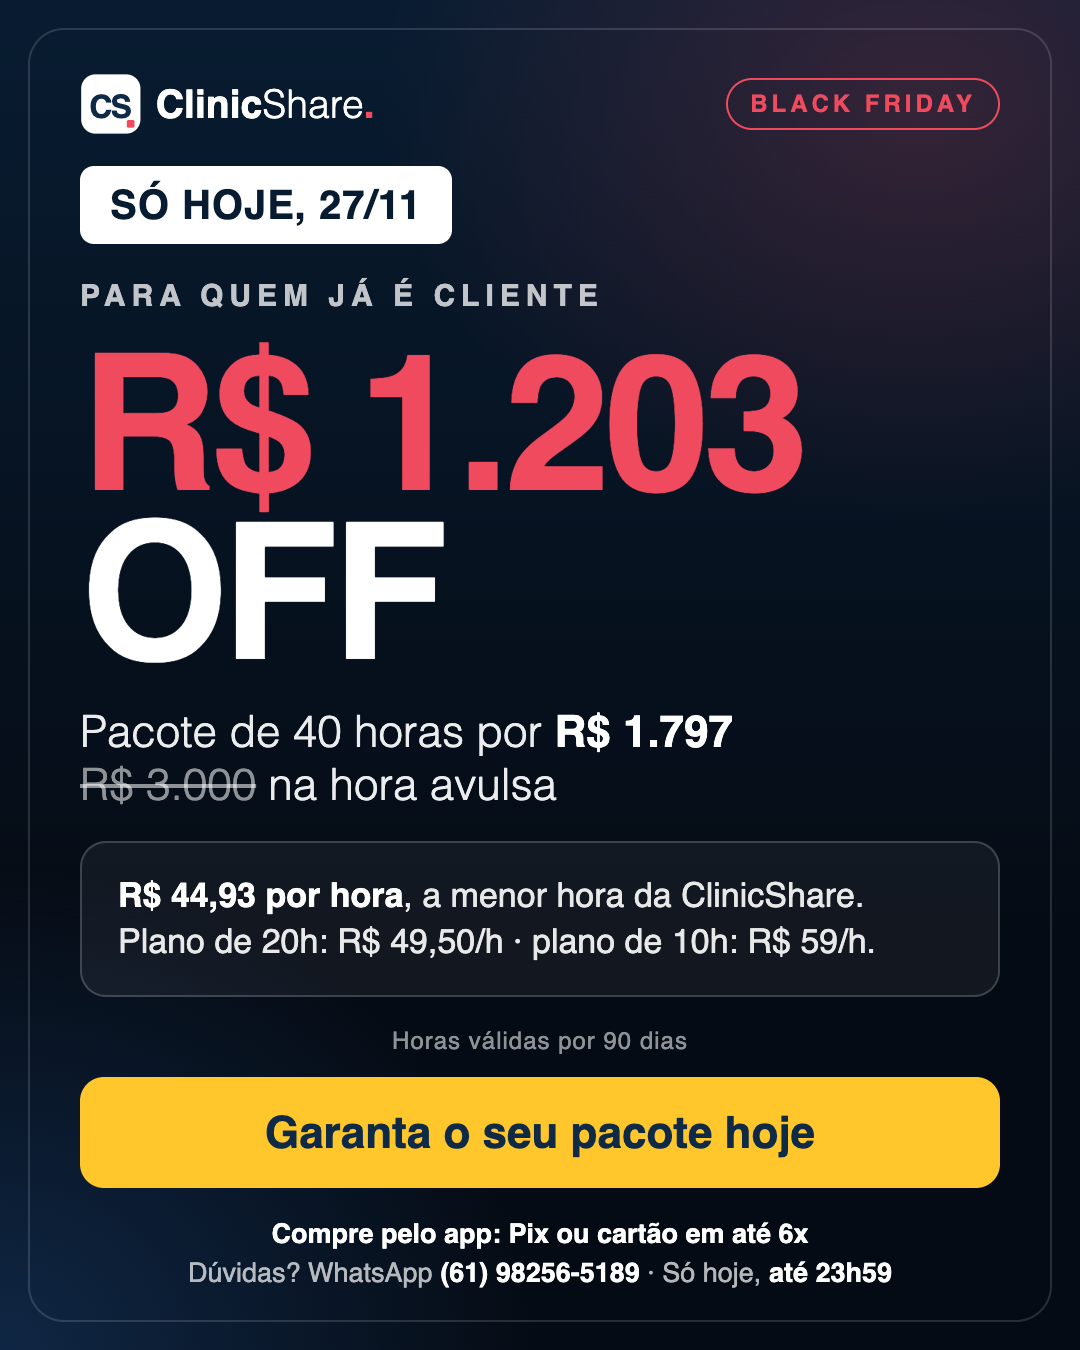 CS ClinicShare.
BLACK FRIDAY
SÓ HOJE, 27/11
PARA QUEM JÁ É CLIENTE
R$ 1.203
OFF
Pacote de 40 horas por R$ 1.797
R$ 3.000 na hora avulsa
R$ 44,93 por hora, a menor hora da ClinicShare.
Plano de 20h: R$ 49,50/h · plano de 10h: R$ 59/h.
Horas válidas por 90 dias
Garanta o seu pacote hoje
Compre pelo app: Pix ou cartão em até 6x
Dúvidas? WhatsApp (61) 98256-5189 · Só hoje, até 23h59